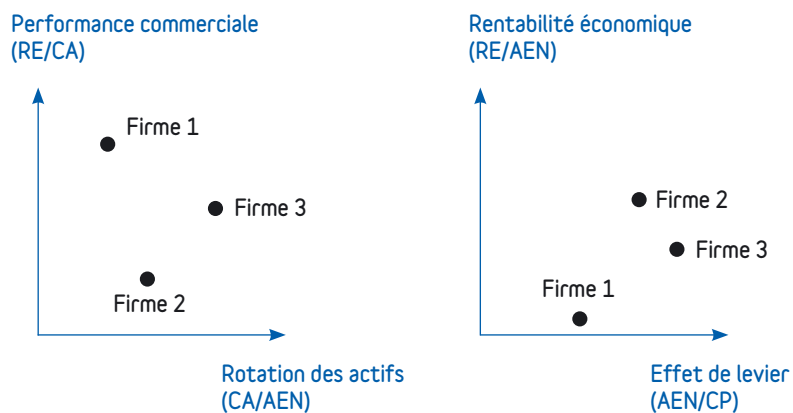 Performance commerciale
(RE/CA)
Firme 1
Firme 3
Firme 2
Rotation des actifs
(CA/AEN)
Rentabilité économique
(RE/AEN)
Firme 2
Firme 3
Firme 1
Effet de levier
(AEN/CP)